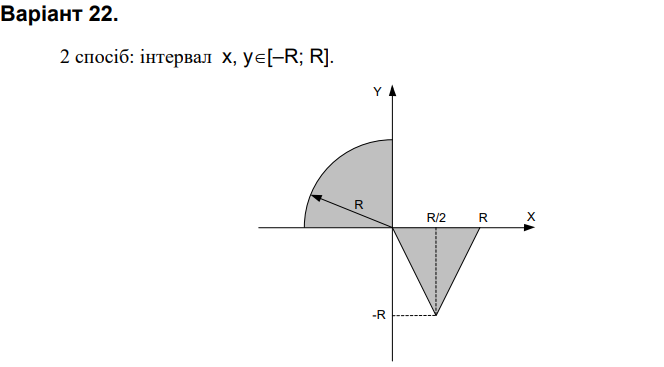 Варіант 22.
2 спосіб: інтервал x, y∈[–R; R].
Y
R
R/2 R X
-R